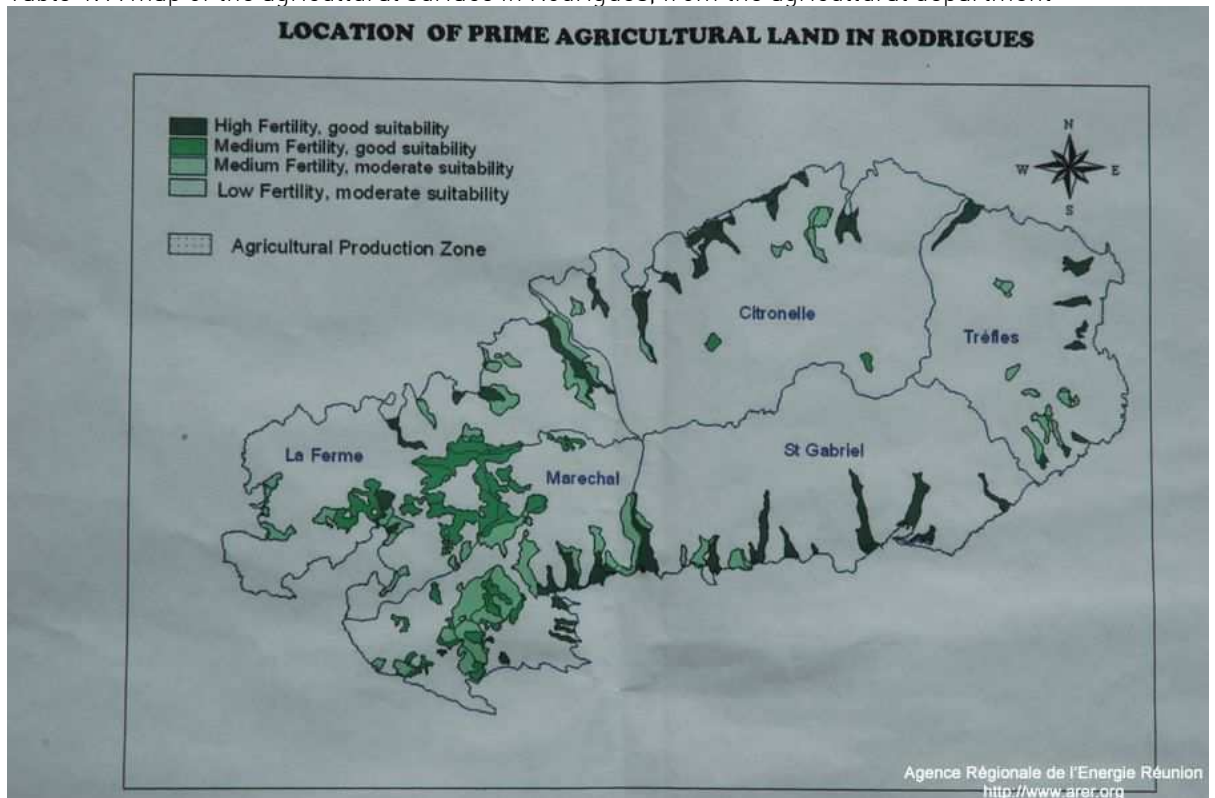 LOCATION OF PRIME AGRICULTURAL LAND IN RODRIGUES
High Fertility, good suitability
Medium Fertility, good suitability
Medium Fertility, moderate suitability
Low Fertility, moderate suitability
Agricultural Production Zone
N
W E
S
Citronelle
Tréfles
La Ferme
Marechal
St Gabriel
Agence Régionale de l'Energie Réunion
http://www.arer.org